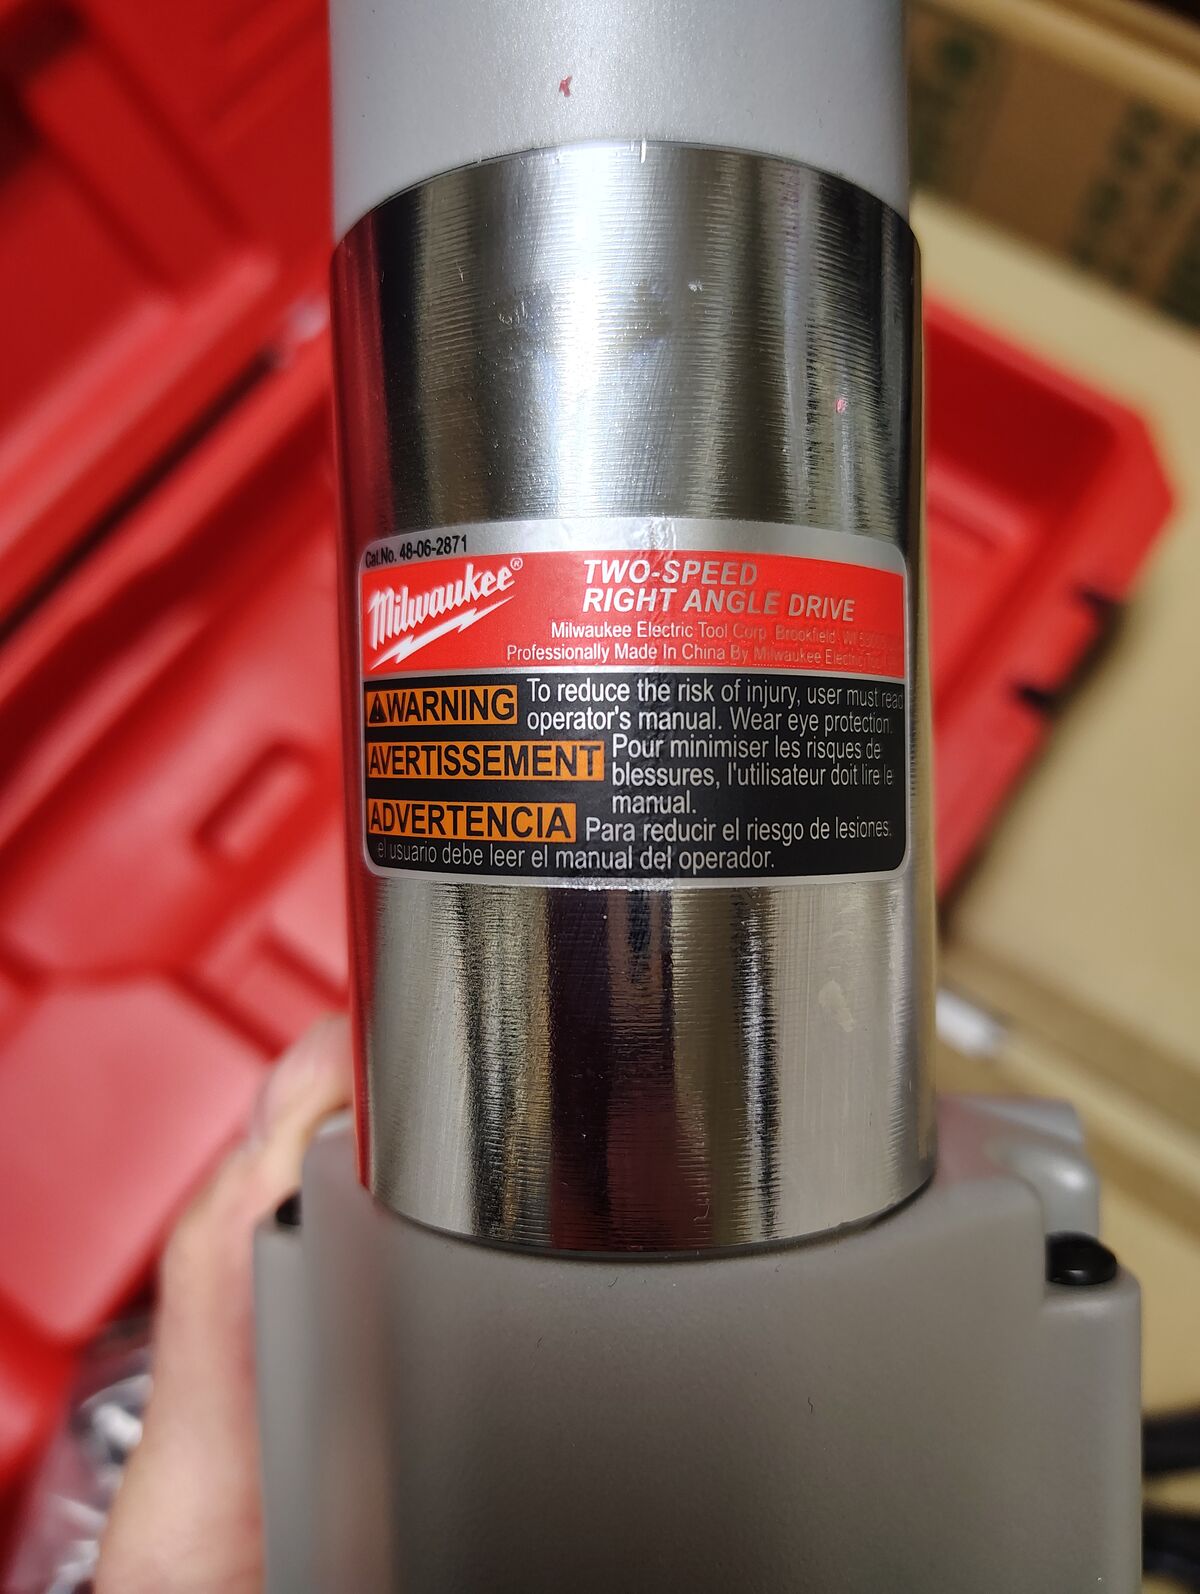 Cat.No. 48-06-2871
Milwaukee®
TWO-SPEED
RIGHT ANGLE DRIVE
Milwaukee Electric Tool Corp Brookfield WI
Professionally Made In China By Milwaukee Electric Tool
WARNING To reduce the risk of injury, user must read
operator's manual. Wear eye protection.
AVERTISSEMENT Pour minimiser les risques de
blessures, l'utilisateur doit lire le
manual.
ADVERTENCIA Para reducir el riesgo de lesiones,
el usuario debe leer el manual del operador.